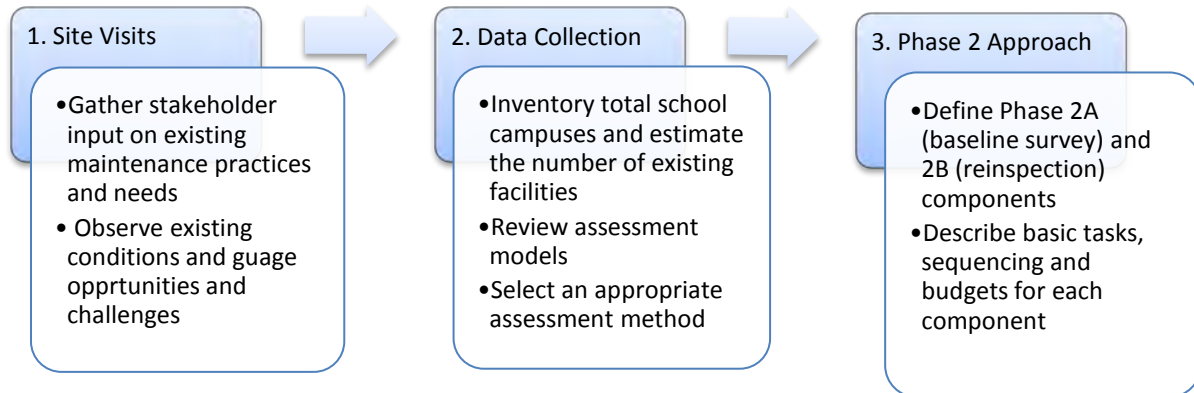 1. Site Visits
•Gather stakeholder
input on existing
maintenance practices
and needs
• Observe existing
conditions and guage
opprtunities and
challenges
2. Data Collection
•Inventory total school
campuses and estimate
the number of existing
facilities
•Review assessment
models
•Select an appropriate
assessment method
3. Phase 2 Approach
•Define Phase 2A
(baseline survey) and
2B (reinspection)
components
•Describe basic tasks,
sequencing and
budgets for each
component